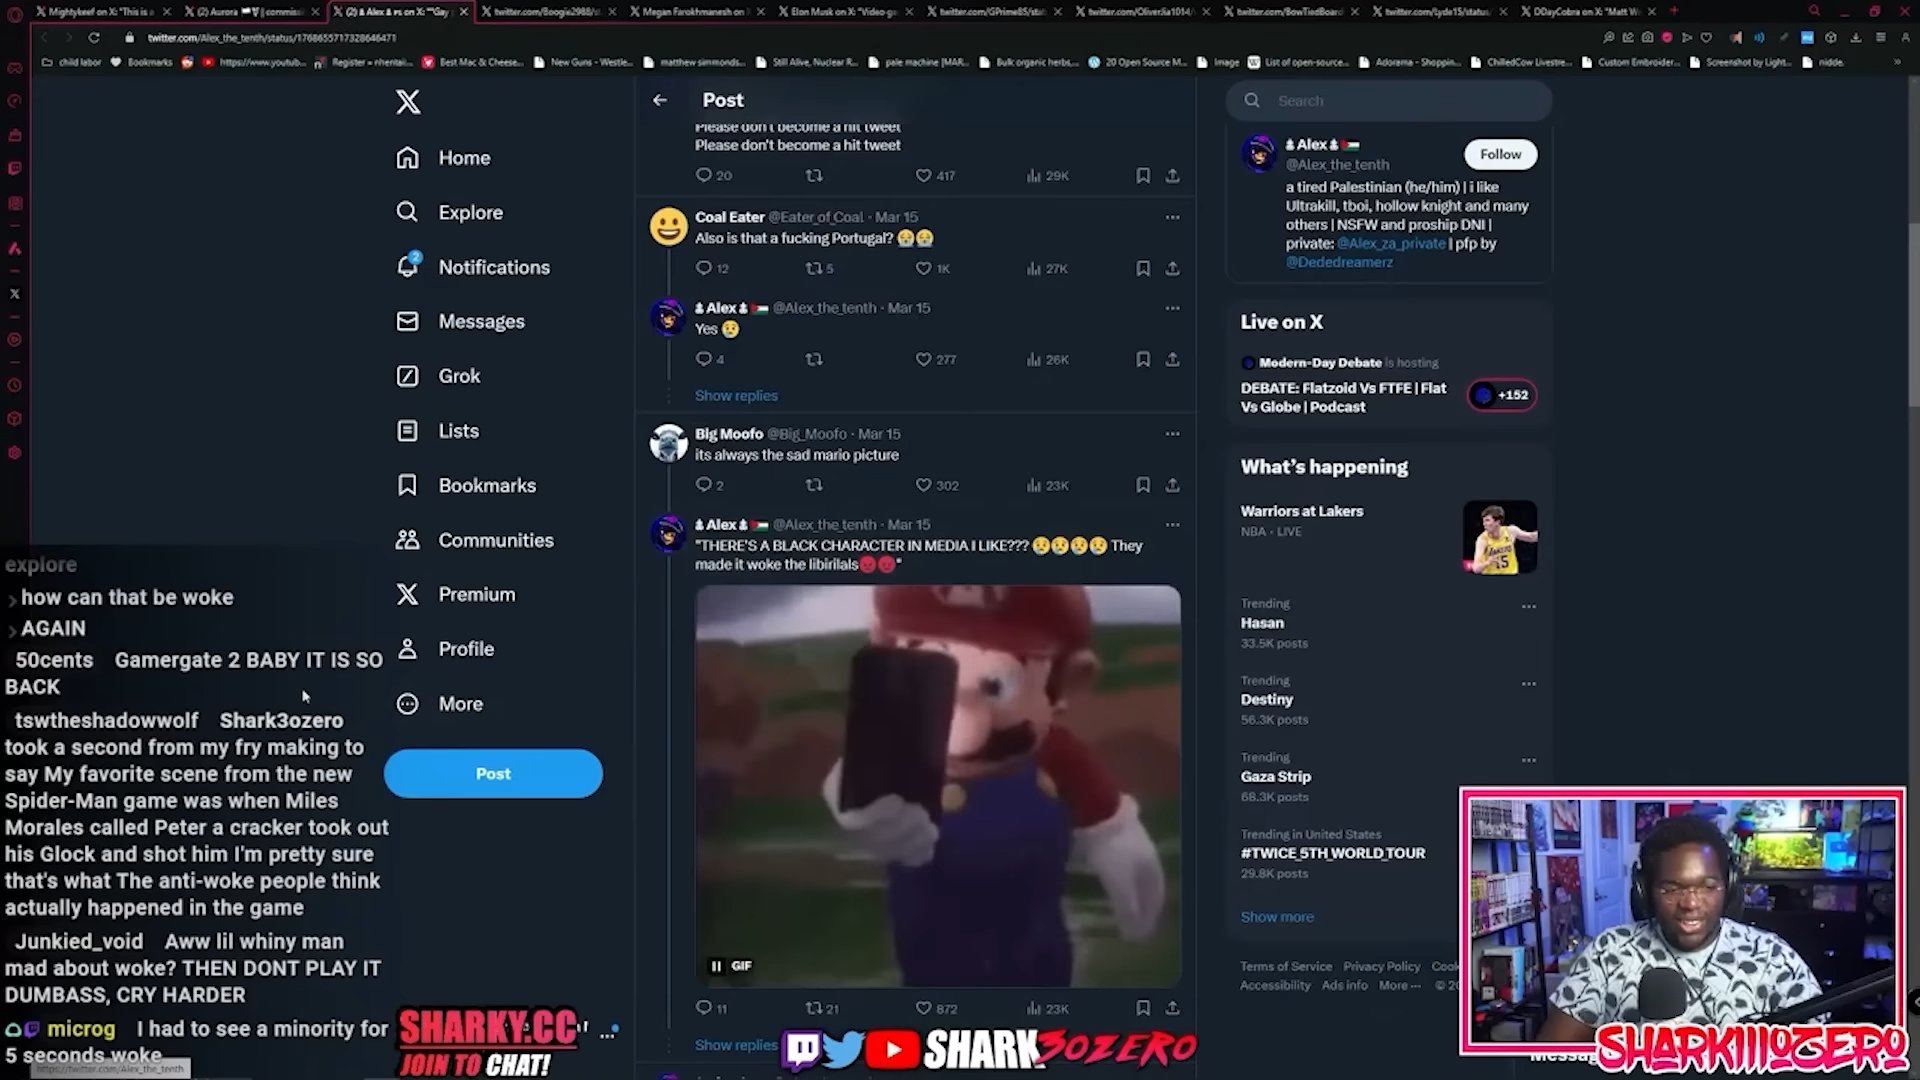 Mightykeef on X: "This is a
(2) Aurora
commissi
(2) Alex on X: ""Gay
twitter.com/Boogie2988/s
Megan Farokhmanesh on
Elon Musk on X: "Video g
twitter.com/GPrime85/stat
twitter.com/OliverJia1014/
twitter.com/BowTiedBoard
twitter.com/Lyde15/status
DDayCobra on X: "Matt W
twitter.com/Alex_the_tenth/status/1768655717328646471
child labor
Bookmarks
https://www.youtub...
Register » nhentai...
Best Mac & Cheese...
New Guns - Westle...
matthew simmonds...
Still Alive, Nuclear R...
pale machine [MAR...
Bulk organic herbs,...
20 Open Source M...
Image
List of open-source...
Adorama - Shoppin...
ChilledCow Livestre...
Custom Embroider...
Screenshot by Light...
nidde.
Home
Explore
2
Notifications
Messages
Grok
Lists
Bookmarks
Communities
Premium
Profile
More
Post
Post
Please don't become a hit tweet
Please don't become a hit tweet
20 417 29K
Coal Eater @Eater_of_Coal · Mar 15
Also is that a fucking Portugal? 😭😭
12 5 1K 27K
Alex 🇵🇸 @Alex_the_tenth · Mar 15
Yes 😢
4 277 26K
Show replies
Big Moofo @Big_Moofo · Mar 15
its always the sad mario picture
2 302 23K
Alex 🇵🇸 @Alex_the_tenth · Mar 15
"THERE'S A BLACK CHARACTER IN MEDIA I LIKE??? 😢😢😢😢 They
made it woke the libirilals😡😡"
GIF
11 21 872 23K
Show replies
Search
Alex 🇵🇸
@Alex_the_tenth
Follow
a tired Palestinian (he/him) | i like
Ultrakill, tboi, hollow knight and many
others | NSFW and proship DNI |
private: @Alex_za_private | pfp by
@Dededreamerz
Live on X
Modern-Day Debate is hosting
DEBATE: Flatzoid Vs FTFE | Flat
Vs Globe | Podcast
+152
What's happening
Warriors at Lakers
NBA · LIVE
Trending
Hasan
33.5K posts
Trending
Destiny
56.3K posts
Trending
Gaza Strip
68.3K posts
Trending in United States
#TWICE_5TH_WORLD_TOUR
29.8K posts
Show more
Terms of Service Privacy Policy Cook
Accessibility Ads info More ··· © 20
explore
how can that be woke
AGAIN
50cents Gamergate 2 BABY IT IS SO
BACK
tswtheshadowwolf Shark3ozero
took a second from my fry making to
say My favorite scene from the new
Spider-Man game was when Miles
Morales called Peter a cracker took out
his Glock and shot him I'm pretty sure
that's what The anti-woke people think
actually happened in the game
Junkied_void Aww lil whiny man
mad about woke? THEN DONT PLAY IT
DUMBASS, CRY HARDER
microg I had to see a minority for
5 seconds woke
https://twitter.com/Alex_the_tenth
SHARKY.CC
JOIN TO CHAT!
SHARK3OZERO
Messag
SHARKIIIOZERO